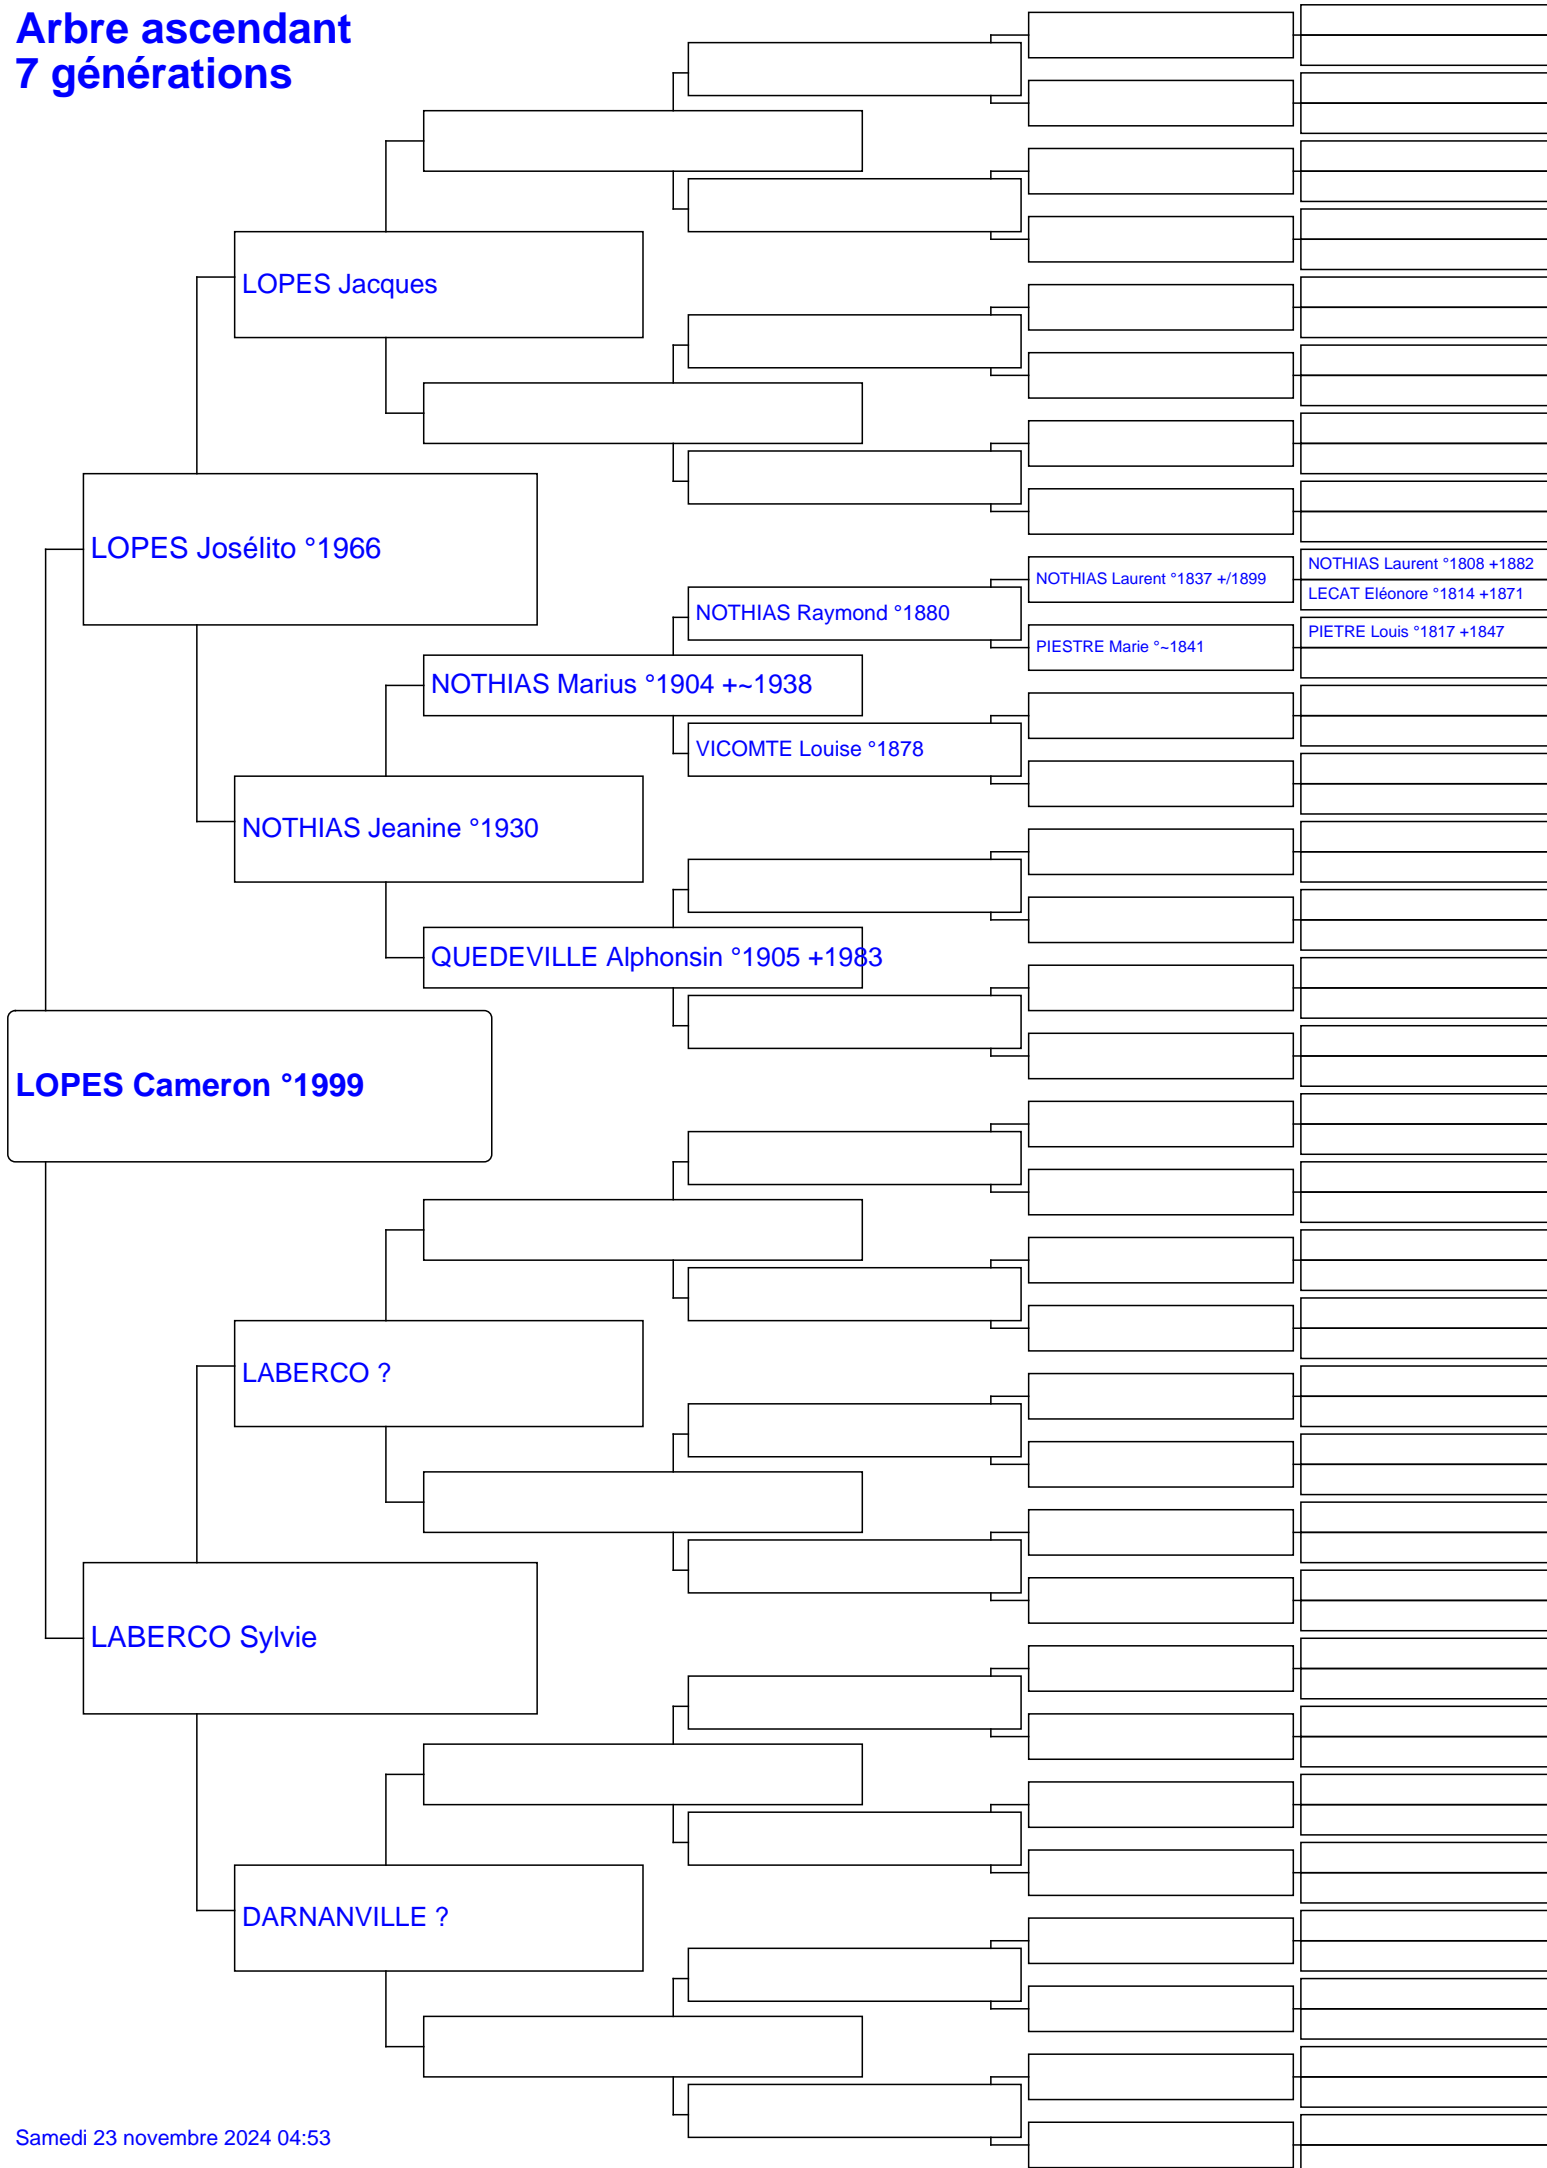 Arbre ascendant
7 générations
LOPES Jacques
LOPES Josélito °1966
NOTHIAS Laurent °1808 +1882
NOTHIAS Laurent °1837 +/1899
LECAT Eléonore °1814 +1871
NOTHIAS Raymond °1880
PIETRE Louis °1817 +1847
PIESTRE Marie °~1841
NOTHIAS Marius °1904 +~1938
VICOMTE Louise °1878
NOTHIAS Jeanine °1930
QUEDEVILLE Alphonsin °1905 +1983
LOPES Cameron °1999
LABERCO ?
LABERCO Sylvie
DARNANVILLE ?
Samedi 23 novembre 2024 04:53